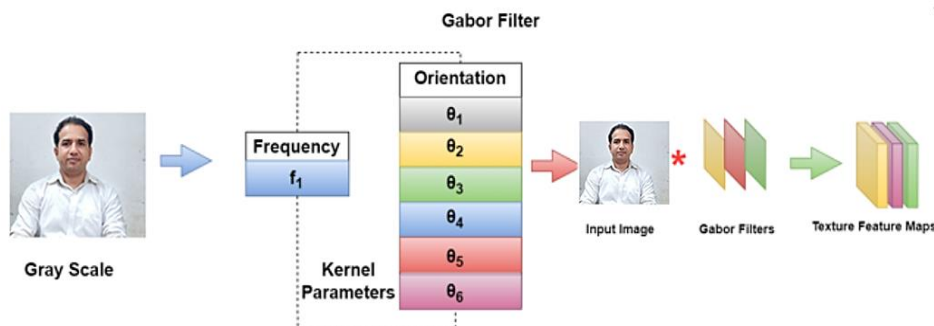 Gabor Filter
Orientation
θ1
Frequency
θ2
f1
θ3
θ4
θ5
Kernel
Parameters
θ6
Gray Scale
*
Input Image
Gabor Filters
Texture Feature Maps